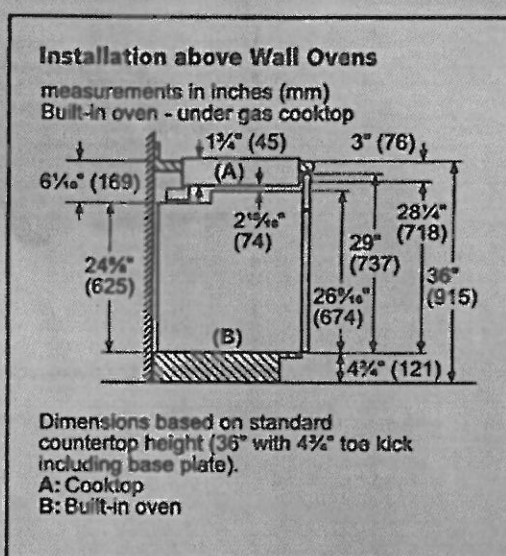 Installation above Wall Ovens
measurements in inches (mm)
Built-in oven - under gas cooktop
1¾" (45)
3" (76)
(A)
6¹¹⁄₁₆" (169)
2¹⁵⁄₁₆"
(74)
28¼"
(718)
29"
(737)
24⅝"
(625)
36"
(915)
26⁹⁄₁₆"
(674)
(B)
4¾" (121)
Dimensions based on standard
countertop height (36" with 4¾" toe kick
including base plate).
A: Cooktop
B: Built-in oven